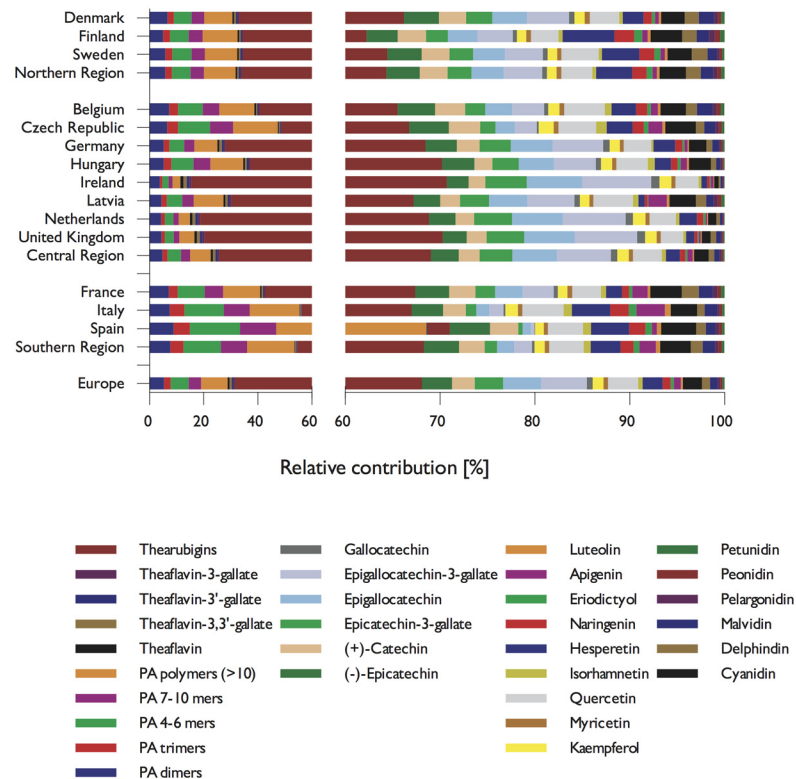 Denmark
Finland
Sweden
Northern Region
Belgium
Czech Republic
Germany
Hungary
Ireland
Latvia
Netherlands
United Kingdom
Central Region
France
Italy
Spain
Southern Region
Europe
0 20 40 60 60 70 80 90 100
Relative contribution [%]
Thearubigins Gallocatechin Luteolin Petunidin
Theaflavin-3-gallate Epigallocatechin-3-gallate Apigenin Peonidin
Theaflavin-3'-gallate Epigallocatechin Eriodictyol Pelargonidin
Theaflavin-3,3'-gallate Epicatechin-3-gallate Naringenin Malvidin
Theaflavin (+)-Catechin Hesperetin Delphindin
PA polymers (>10) (-)-Epicatechin Isorhamnetin Cyanidin
PA 7-10 mers Quercetin
PA 4-6 mers Myricetin
PA trimers Kaempferol
PA dimers